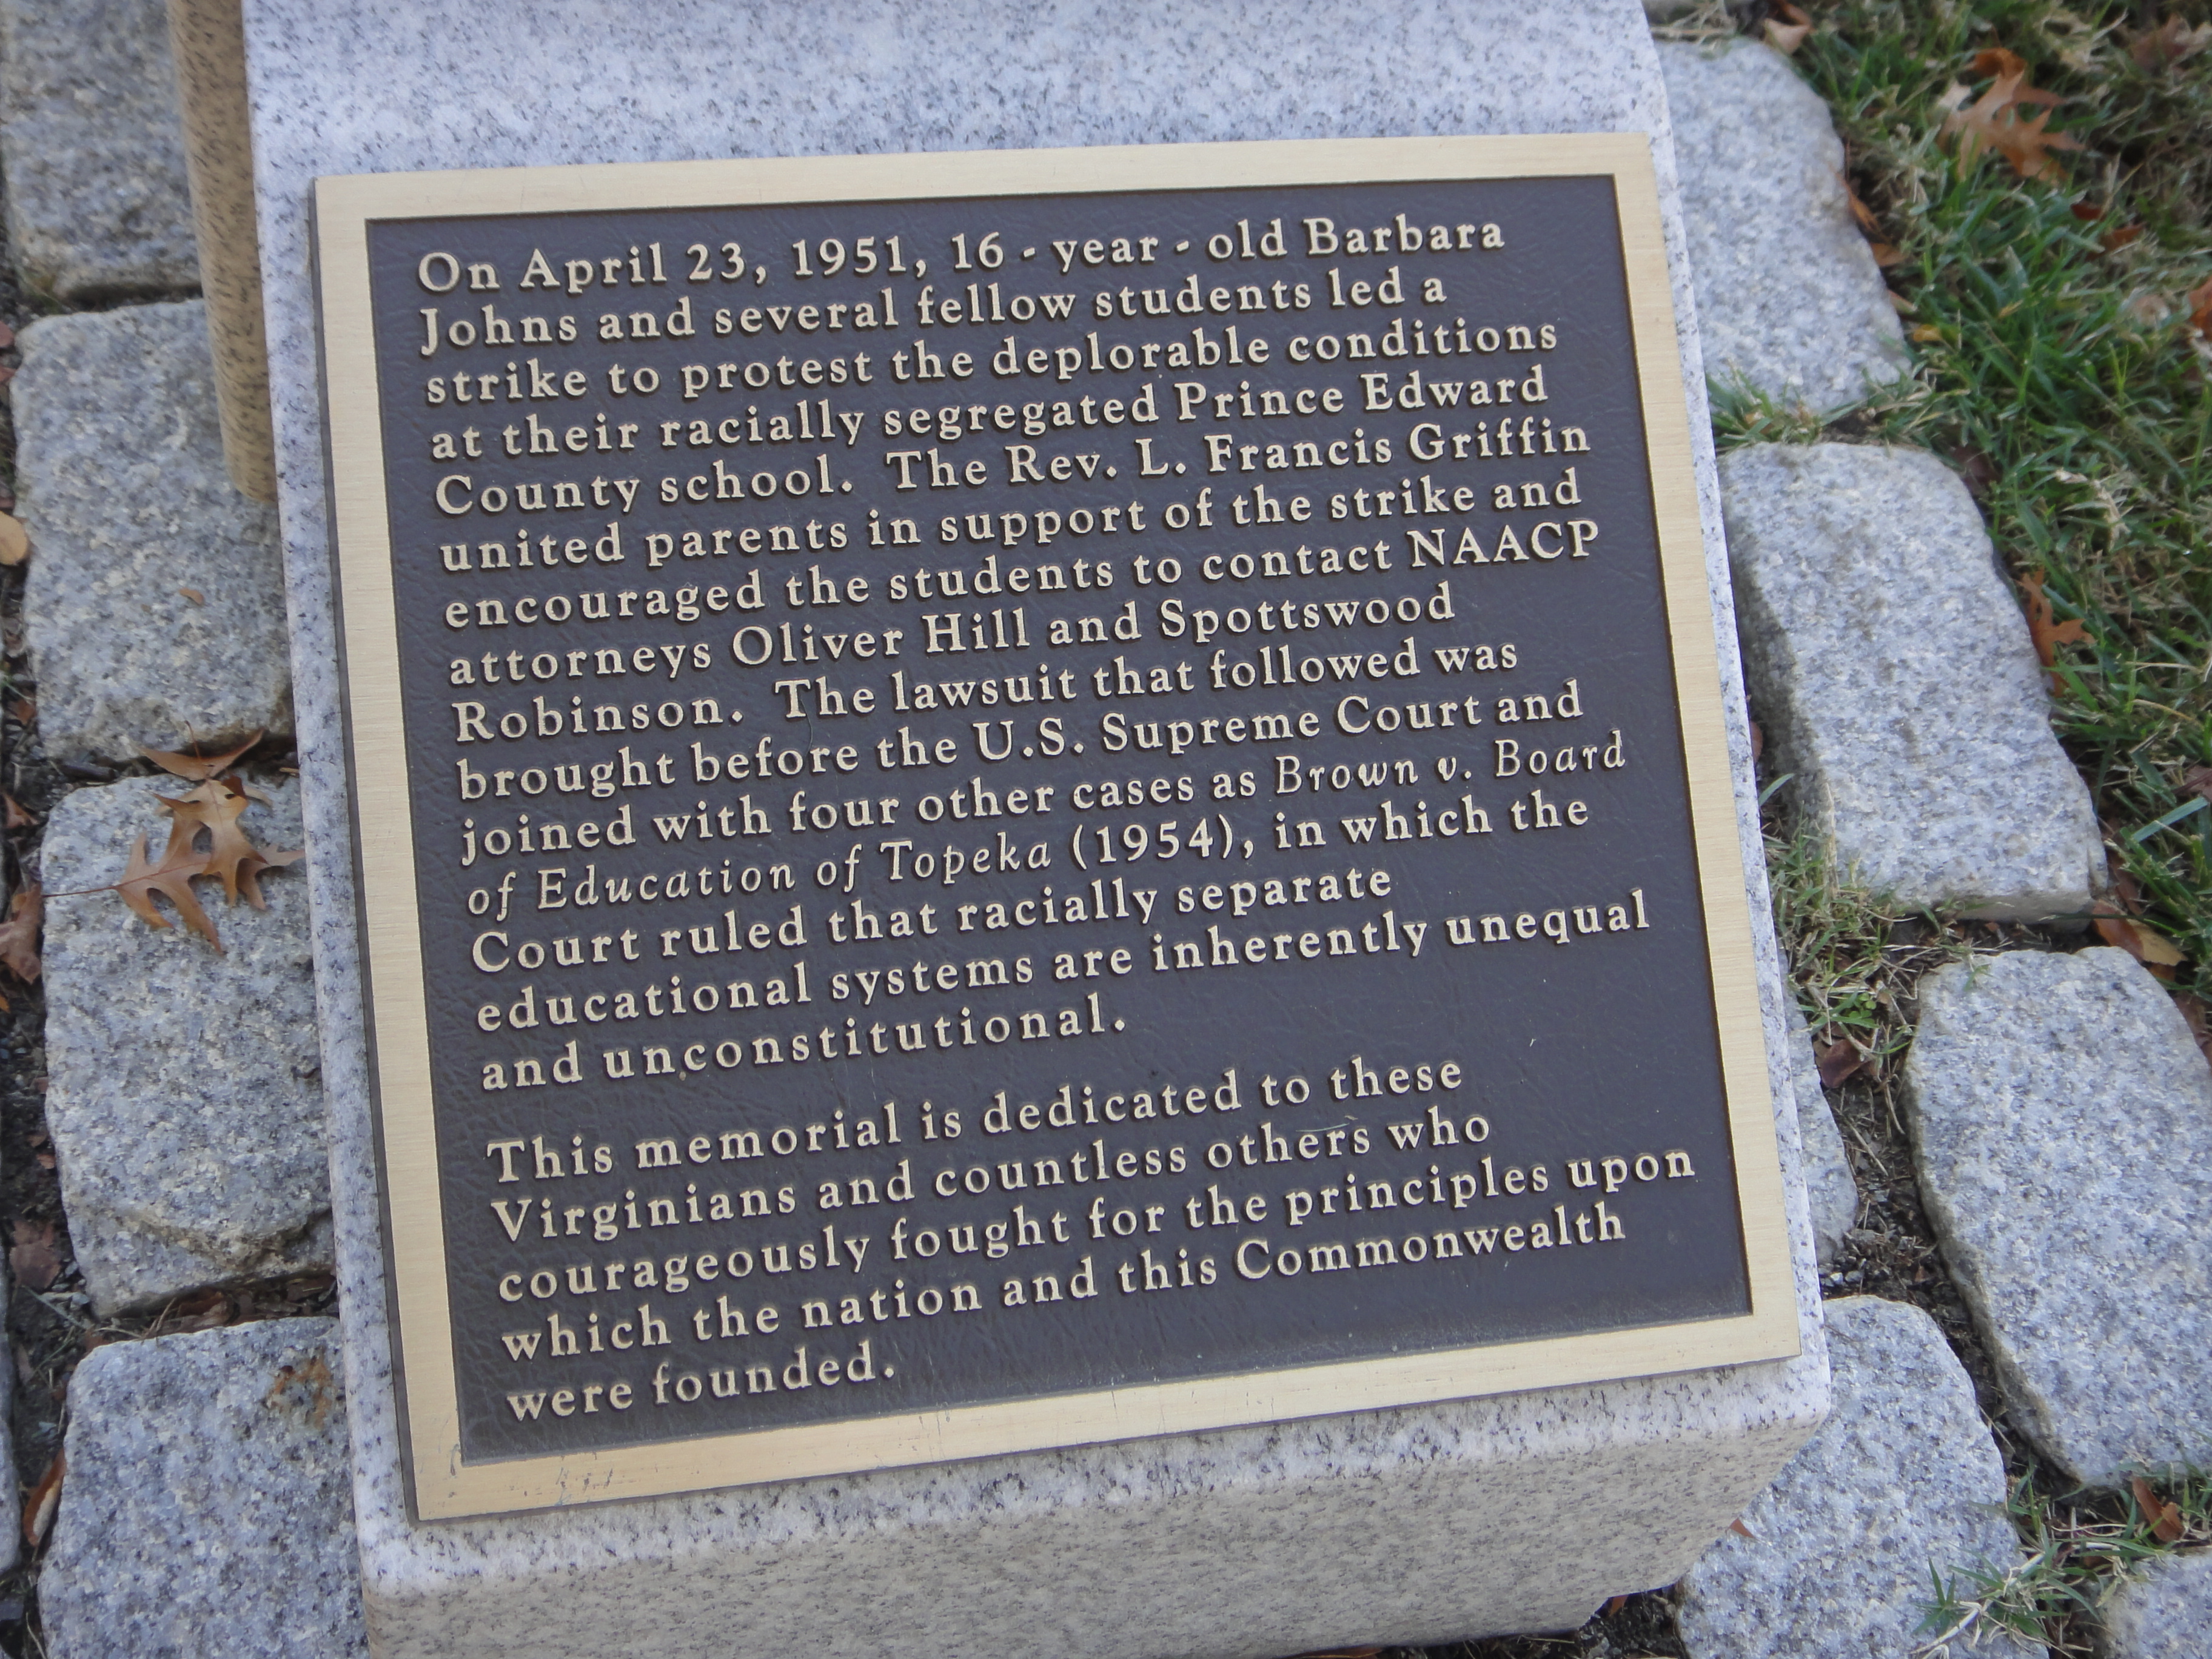 On April 23, 1951, 16 - year - old Barbara
Johns and several fellow students led a
strike to protest the deplorable conditions
at their racially segregated Prince Edward
County school. The Rev. L. Francis Griffin
united parents in support of the strike and
encouraged the students to contact NAACP
attorneys Oliver Hill and Spottswood
Robinson. The lawsuit that followed was
brought before the U.S. Supreme Court and
joined with four other cases as Brown v. Board
of Education of Topeka (1954), in which the
Court ruled that racially separate
educational systems are inherently unequal
and unconstitutional.
This memorial is dedicated to these
Virginians and countless others who
courageously fought for the principles upon
which the nation and this Commonwealth
were founded.